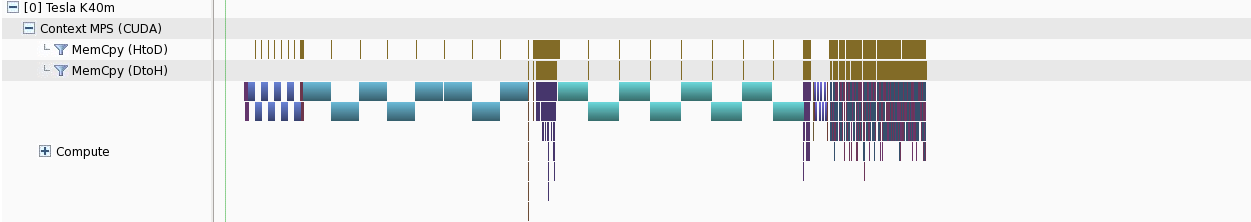 [0] Tesla K40m
Context MPS (CUDA)
MemCpy (HtoD)
MemCpy (DtoH)
Compute